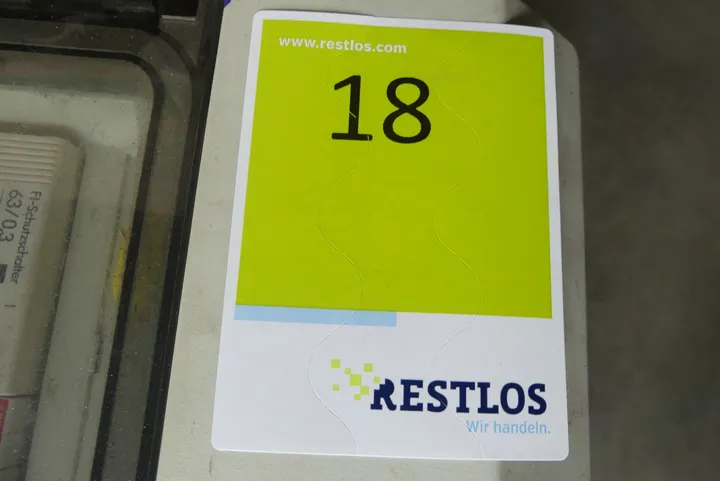 www.restlos.com
18
RESTLOS
Wir handeln.
FI-Schutzschalter
63/0,3